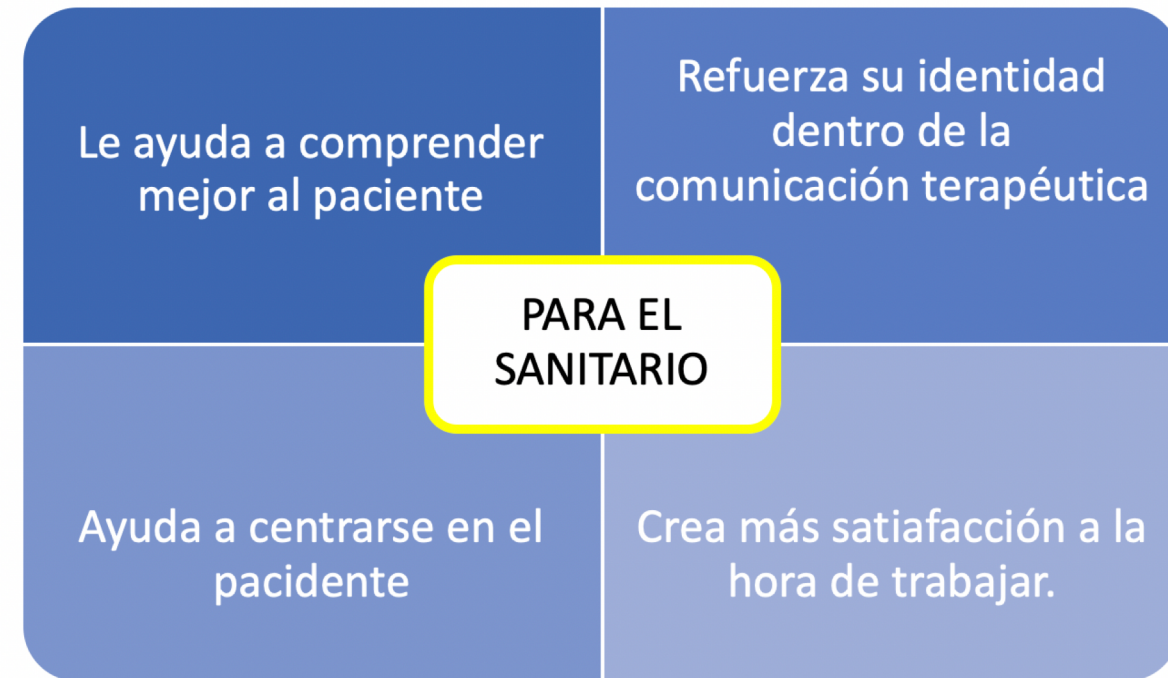 Le ayuda a comprender
mejor al paciente
Refuerza su identidad
dentro de la
comunicación terapéutica
PARA EL
SANITARIO
Ayuda a centrarse en el
pacidente
Crea más satiafacción a la
hora de trabajar.